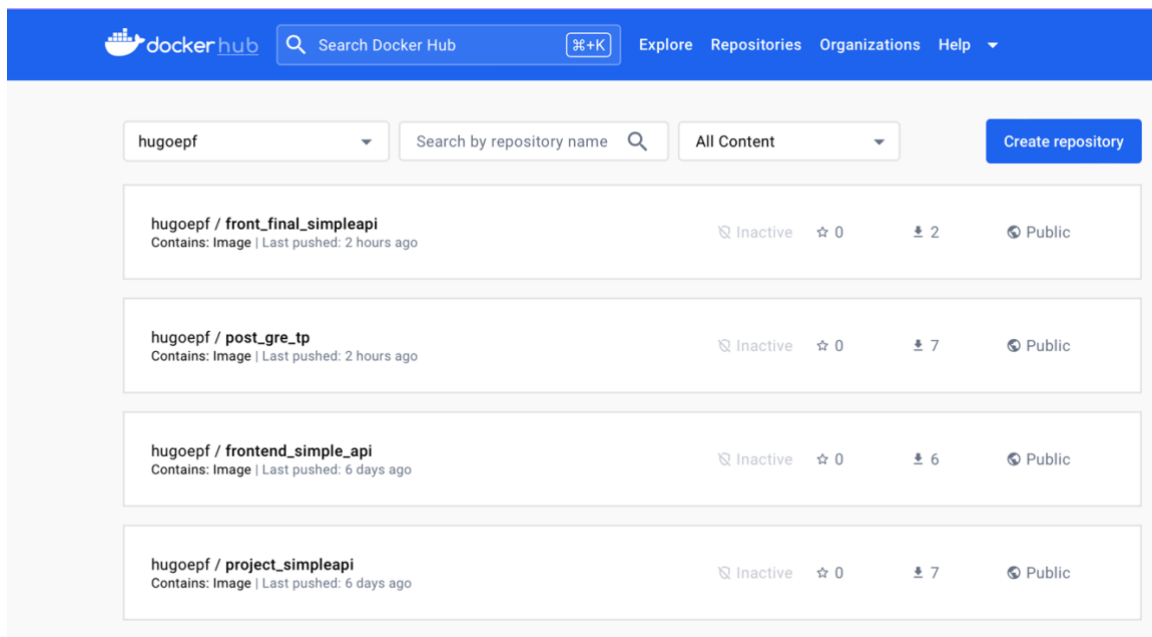 dockerhub Search Docker Hub ⌘+K Explore Repositories Organizations Help
hugoepf Search by repository name All Content Create repository
hugoepf / front_final_simpleapi
Contains: Image | Last pushed: 2 hours ago
Inactive 0 2 Public
hugoepf / post_gre_tp
Contains: Image | Last pushed: 2 hours ago
Inactive 0 7 Public
hugoepf / frontend_simple_api
Contains: Image | Last pushed: 6 days ago
Inactive 0 6 Public
hugoepf / project_simpleapi
Contains: Image | Last pushed: 6 days ago
Inactive 0 7 Public